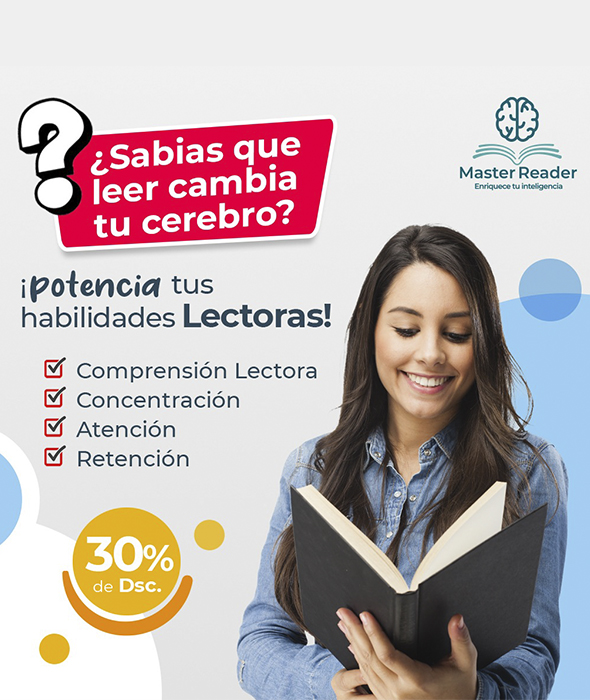 ?
¿Sabias que
leer cambia
tu cerebro?
Master Reader
Enriquece tu inteligencia
¡potencia tus
habilidades Lectoras!
Comprensión Lectora
Concentración
Atención
Retención
30%
de Dsc.